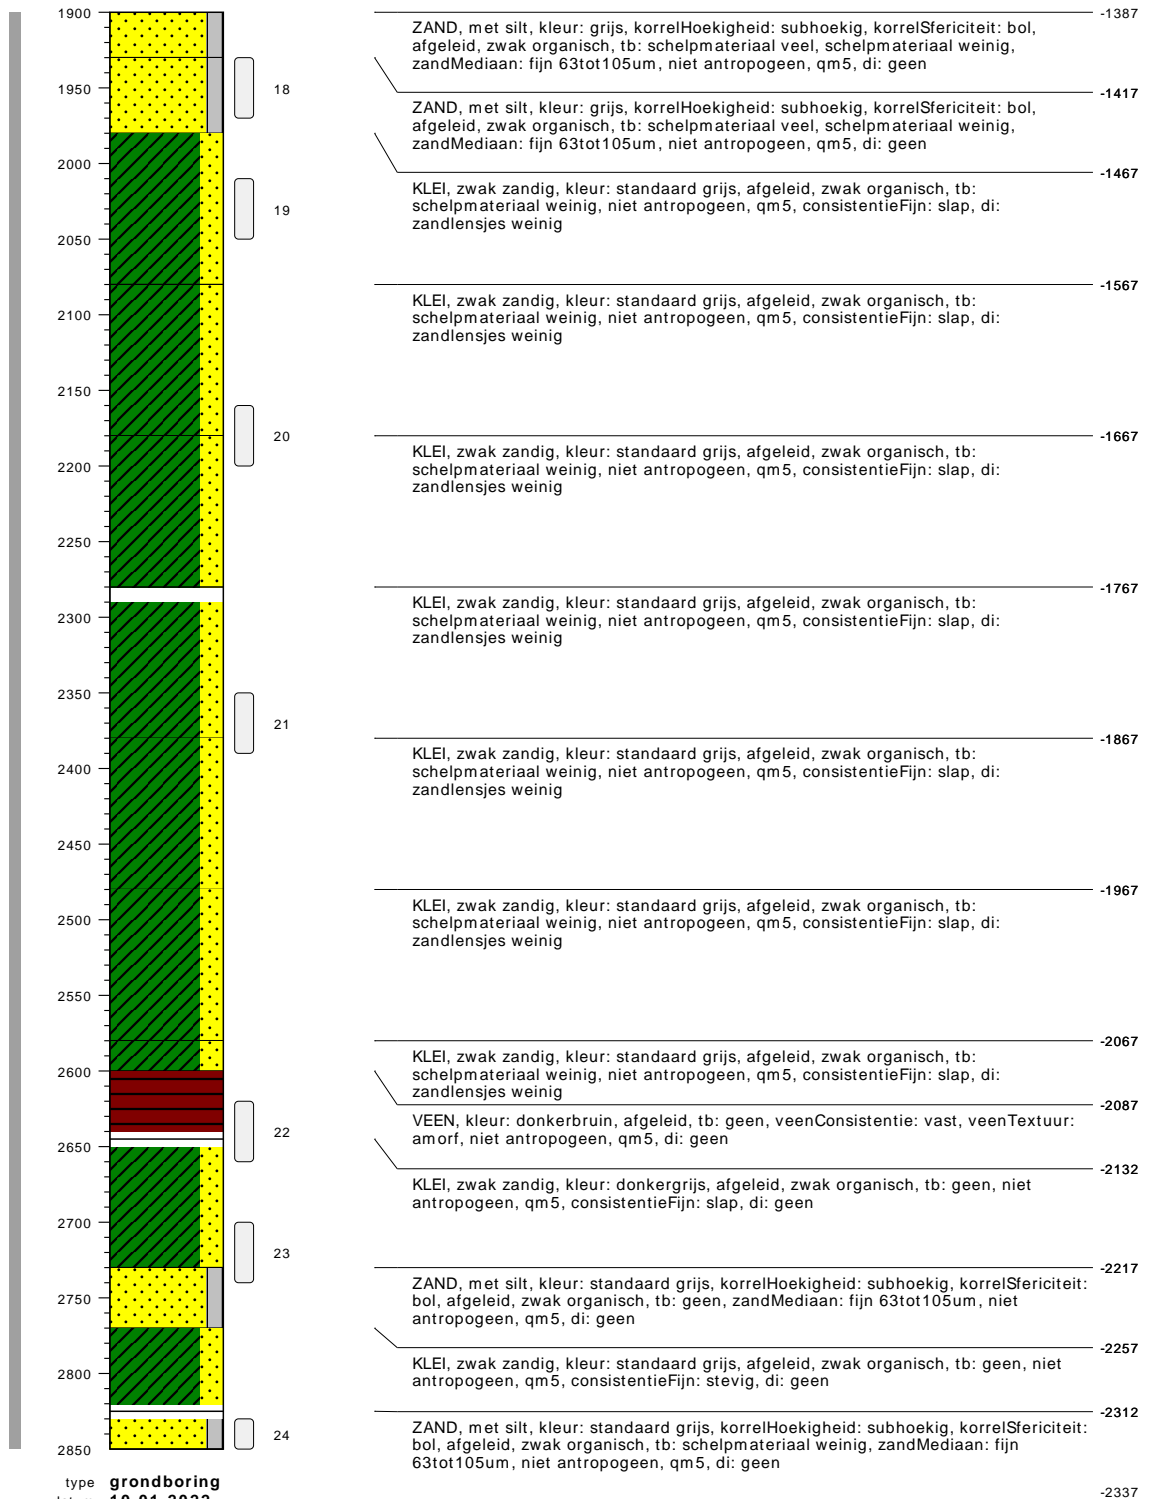 1900
-1387
ZAND, met silt, kleur: grijs, korrelHoekigheid: subhoekig, korrelSfericiteit: bol,
afgeleid, zwak organisch, tb: schelpmateriaal veel, schelpmateriaal weinig,
zandMediaan: fijn 63tot105um, niet antropogeen, qm5, di: geen
1950
18
-1417
ZAND, met silt, kleur: grijs, korrelHoekigheid: subhoekig, korrelSfericiteit: bol,
afgeleid, zwak organisch, tb: schelpmateriaal veel, schelpmateriaal weinig,
zandMediaan: fijn 63tot105um, niet antropogeen, qm5, di: geen
2000
-1467
KLEI, zwak zandig, kleur: standaard grijs, afgeleid, zwak organisch, tb:
schelpmateriaal weinig, niet antropogeen, qm5, consistentieFijn: slap, di:
zandlensjes weinig
19
2050
-1567
KLEI, zwak zandig, kleur: standaard grijs, afgeleid, zwak organisch, tb:
schelpmateriaal weinig, niet antropogeen, qm5, consistentieFijn: slap, di:
zandlensjes weinig
2100
2150
20
-1667
KLEI, zwak zandig, kleur: standaard grijs, afgeleid, zwak organisch, tb:
schelpmateriaal weinig, niet antropogeen, qm5, consistentieFijn: slap, di:
zandlensjes weinig
2200
2250
-1767
KLEI, zwak zandig, kleur: standaard grijs, afgeleid, zwak organisch, tb:
schelpmateriaal weinig, niet antropogeen, qm5, consistentieFijn: slap, di:
zandlensjes weinig
2300
2350
21
-1867
KLEI, zwak zandig, kleur: standaard grijs, afgeleid, zwak organisch, tb:
schelpmateriaal weinig, niet antropogeen, qm5, consistentieFijn: slap, di:
zandlensjes weinig
2400
2450
-1967
KLEI, zwak zandig, kleur: standaard grijs, afgeleid, zwak organisch, tb:
schelpmateriaal weinig, niet antropogeen, qm5, consistentieFijn: slap, di:
zandlensjes weinig
2500
2550
-2067
KLEI, zwak zandig, kleur: standaard grijs, afgeleid, zwak organisch, tb:
schelpmateriaal weinig, niet antropogeen, qm5, consistentieFijn: slap, di:
zandlensjes weinig
2600
-2087
VEEN, kleur: donkerbruin, afgeleid, tb: geen, veenConsistentie: vast, veenTextuur:
amorf, niet antropogeen, qm5, di: geen
22
2650
-2132
KLEI, zwak zandig, kleur: donkergrijs, afgeleid, zwak organisch, tb: geen, niet
antropogeen, qm5, consistentieFijn: slap, di: geen
2700
23
-2217
ZAND, met silt, kleur: standaard grijs, korrelHoekigheid: subhoekig, korrelSfericiteit:
bol, afgeleid, zwak organisch, tb: geen, zandMediaan: fijn 63tot105um, niet
antropogeen, qm5, di: geen
2750
-2257
KLEI, zwak zandig, kleur: standaard grijs, afgeleid, zwak organisch, tb: geen, niet
antropogeen, qm5, consistentieFijn: stevig, di: geen
2800
-2312
ZAND, met silt, kleur: standaard grijs, korrelHoekigheid: subhoekig, korrelSfericiteit:
bol, afgeleid, zwak organisch, tb: schelpmateriaal weinig, zandMediaan: fijn
63tot105um, niet antropogeen, qm5, di: geen
24
2850
type grondboring
-2337